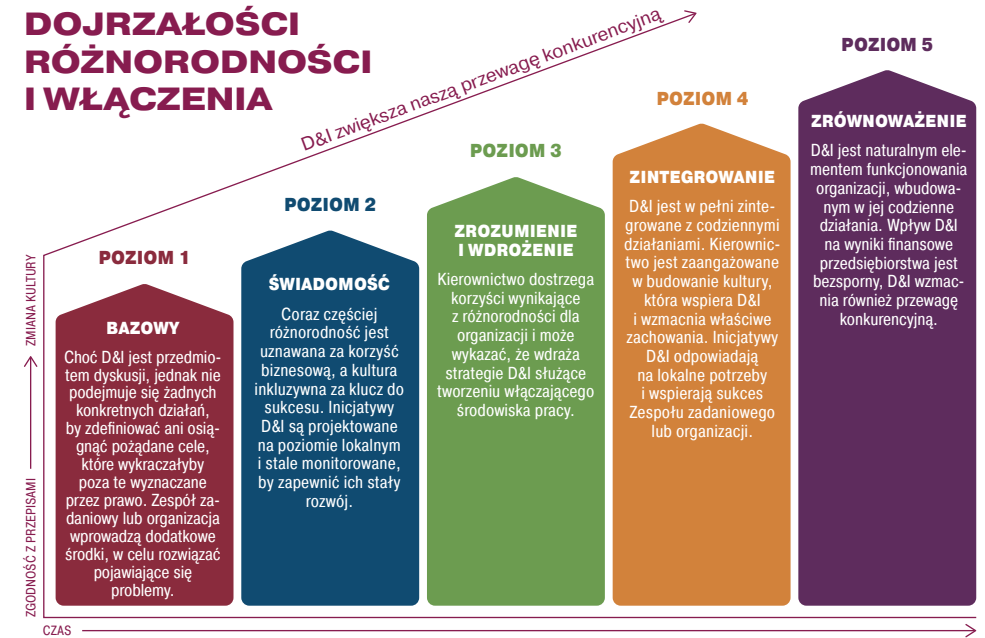 DOJRZAŁOŚCI
RÓŻNORODNOŚCI
I WŁĄCZENIA
D&I zwiększa naszą przewagę konkurencyjną
ZMIANA KULTURY
ZGODNOŚĆ Z PRZEPISAMI
POZIOM 1
BAZOWY
Choć D&I jest przedmio-
tem dyskusji, jednak nie
podejmuje się żadnych
konkretnych działań,
by zdefiniować ani osią-
gnąć pożądane cele,
które wykraczałyby
poza te wyznaczane
przez prawo. Zespół za-
daniowy lub organizacja
wprowadzą dodatkowe
środki, w celu rozwiązać
pojawiające się
problemy.
POZIOM 2
ŚWIADOMOŚĆ
Coraz częściej
różnorodność jest
uznawana za korzyść
biznesową, a kultura
inkluzywna za klucz do
sukcesu. Inicjatywy
D&I są projektowane
na poziomie lokalnym
i stale monitorowane,
by zapewnić ich stały
rozwój.
POZIOM 3
ZROZUMIENIE
I WDROŻENIE
Kierownictwo dostrzega
korzyści wynikające
z różnorodności dla
organizacji i może
wykazać, że wdraża
strategie D&I służące
tworzeniu włączającego
środowiska pracy.
POZIOM 4
ZINTEGROWANIE
D&I jest w pełni zinte-
growane z codziennymi
działaniami. Kierownic-
two jest zaangażowane
w budowanie kultury,
która wspiera D&I
i wzmacnia właściwe
zachowania. Inicjatywy
D&I odpowiadają
na lokalne potrzeby
i wspierają sukces
Zespołu zadaniowego
lub organizacji.
POZIOM 5
ZRÓWNOWAŻENIE
D&I jest naturalnym ele-
mentem funkcjonowania
organizacji, wbudowa-
nym w jej codzienne
działania. Wpływ D&I
na wyniki finansowe
przedsiębiorstwa jest
bezsporny, D&I wzmac-
nia również przewagę
konkurencyjną.
CZAS